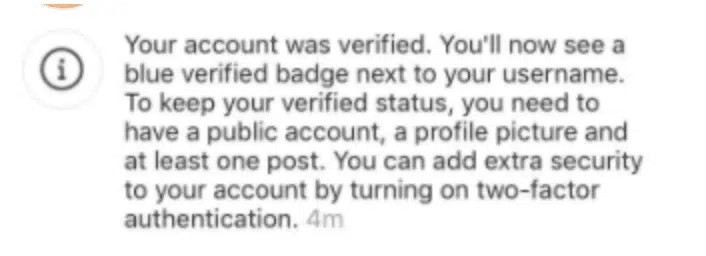 Your account was verified. You'll now see a
blue verified badge next to your username.
To keep your verified status, you need to
have a public account, a profile picture and
at least one post. You can add extra security
to your account by turning on two-factor
authentication. 4m